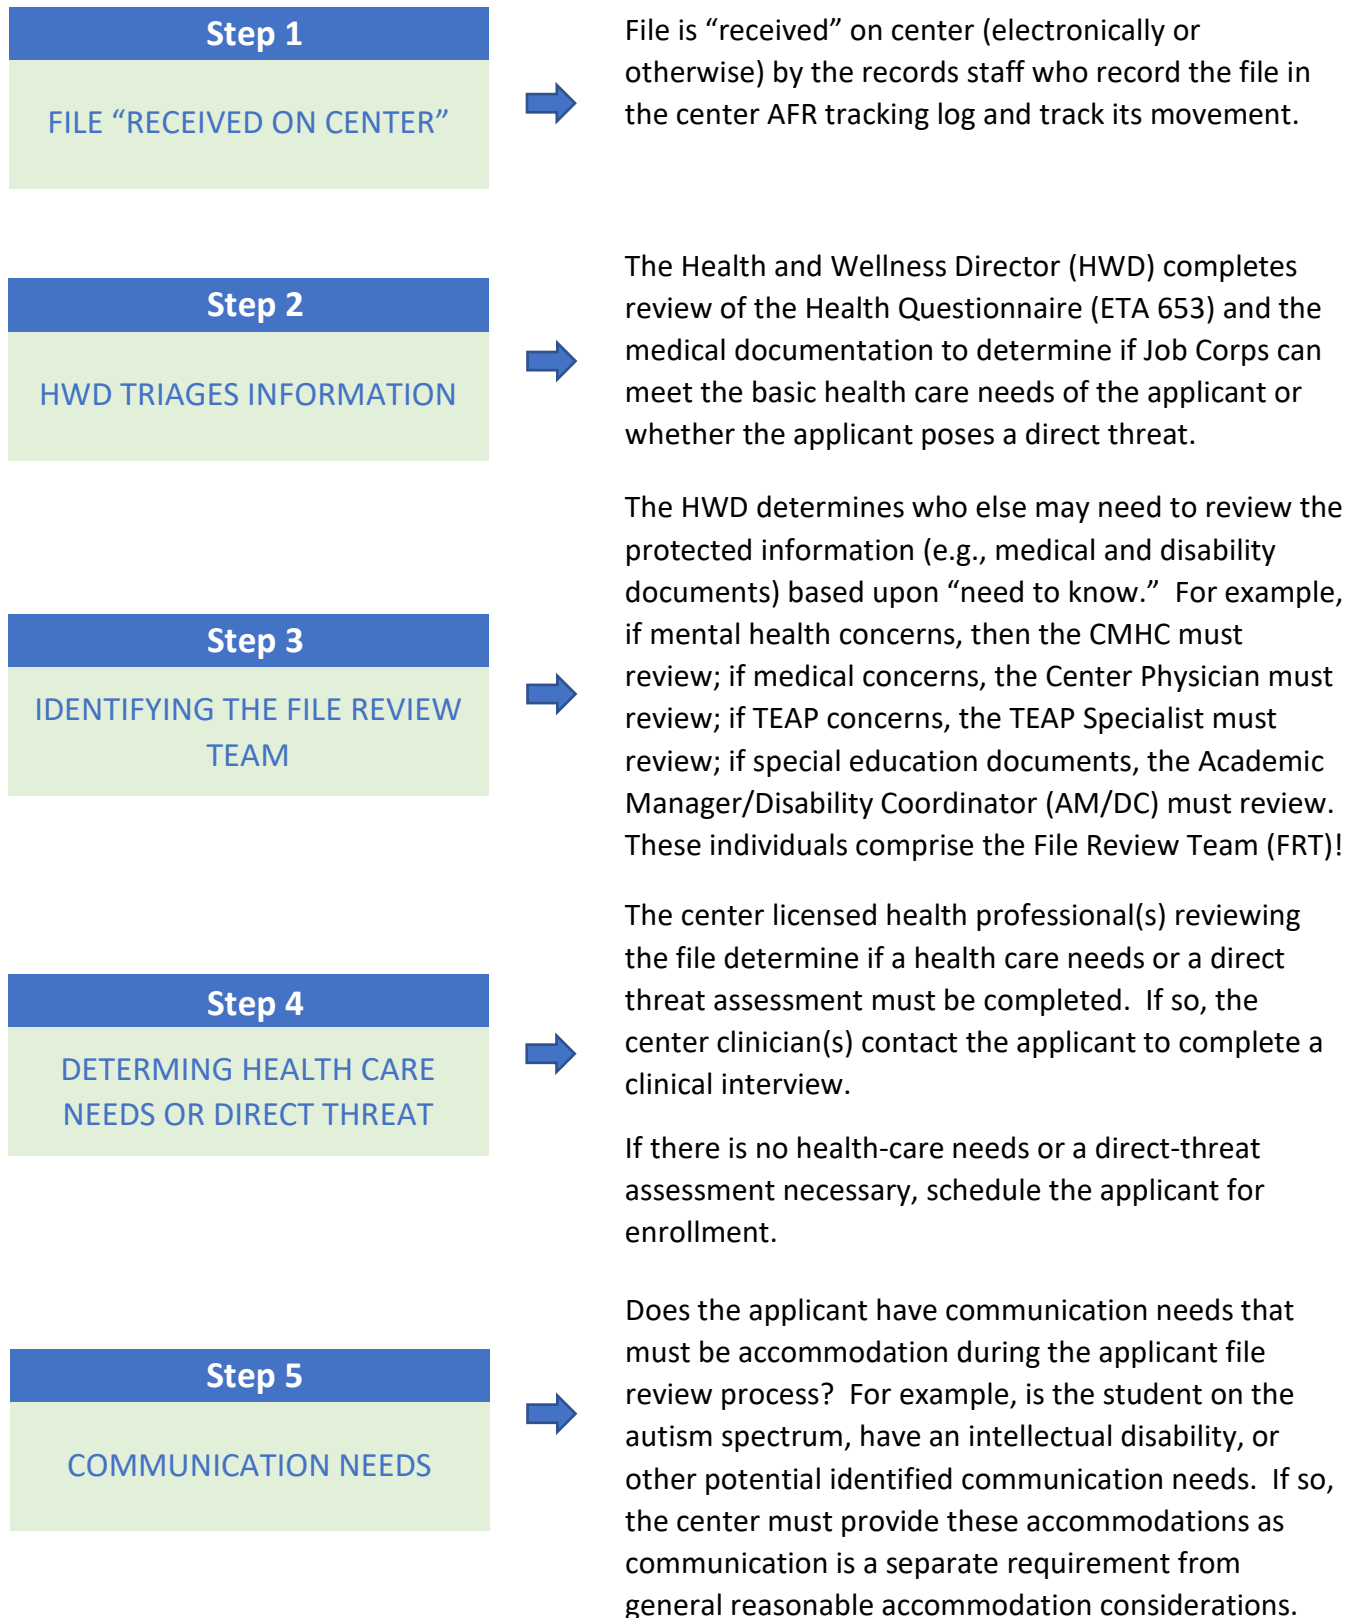 Step 1
FILE “RECEIVED ON CENTER”
File is “received” on center (electronically or
otherwise) by the records staff who record the file in
the center AFR tracking log and track its movement.
Step 2
HWD TRIAGES INFORMATION
The Health and Wellness Director (HWD) completes
review of the Health Questionnaire (ETA 653) and the
medical documentation to determine if Job Corps can
meet the basic health care needs of the applicant or
whether the applicant poses a direct threat.
Step 3
IDENTIFYING THE FILE REVIEW
TEAM
The HWD determines who else may need to review the
protected information (e.g., medical and disability
documents) based upon “need to know.”  For example,
if mental health concerns, then the CMHC must
review; if medical concerns, the Center Physician must
review; if TEAP concerns, the TEAP Specialist must
review; if special education documents, the Academic
Manager/Disability Coordinator (AM/DC) must review.
These individuals comprise the File Review Team (FRT)!
Step 4
DETERMING HEALTH CARE
NEEDS OR DIRECT THREAT
The center licensed health professional(s) reviewing
the file determine if a health care needs or a direct
threat assessment must be completed.  If so, the
center clinician(s) contact the applicant to complete a
clinical interview.
If there is no health-care needs or a direct-threat
assessment necessary, schedule the applicant for
enrollment.
Step 5
COMMUNICATION NEEDS
Does the applicant have communication needs that
must be accommodation during the applicant file
review process?  For example, is the student on the
autism spectrum, have an intellectual disability, or
other potential identified communication needs.  If so,
the center must provide these accommodations as
communication is a separate requirement from
general reasonable accommodation considerations.